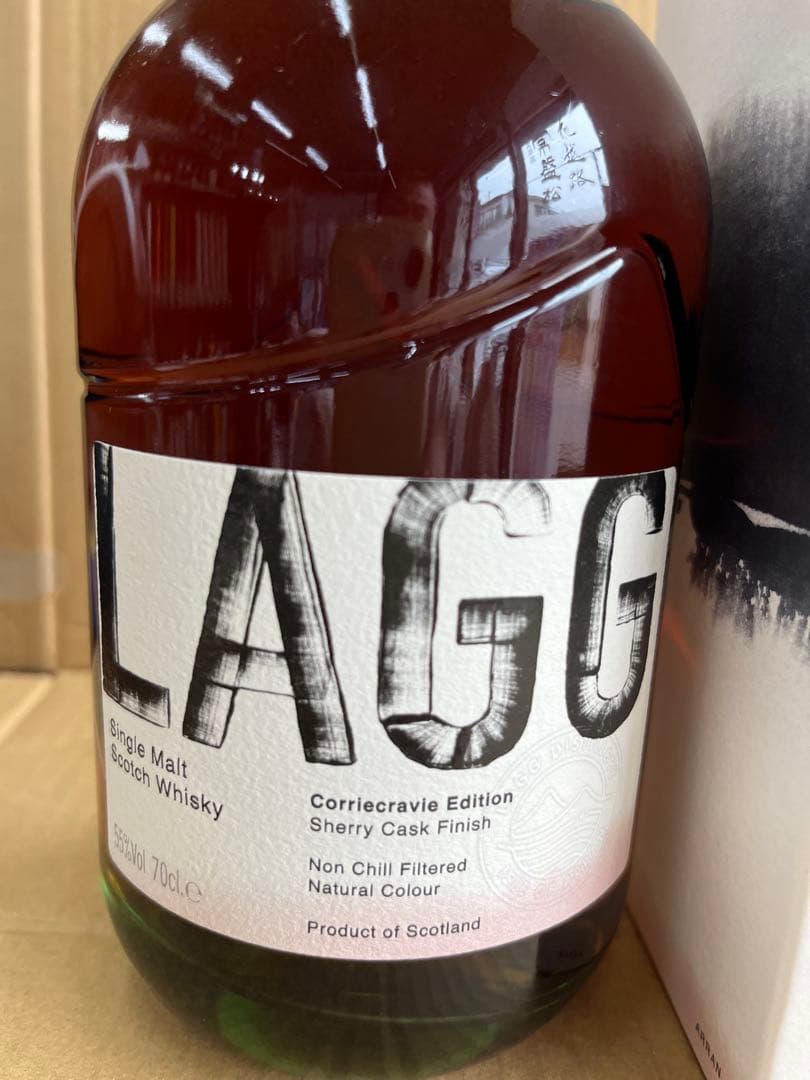 LAGG
Single Malt
Scotch Whisky
55%Vol 70cl.℮
Corriecravie Edition
Sherry Cask Finish
Non Chill Filtered
Natural Colour
Product of Scotland
ARRAN